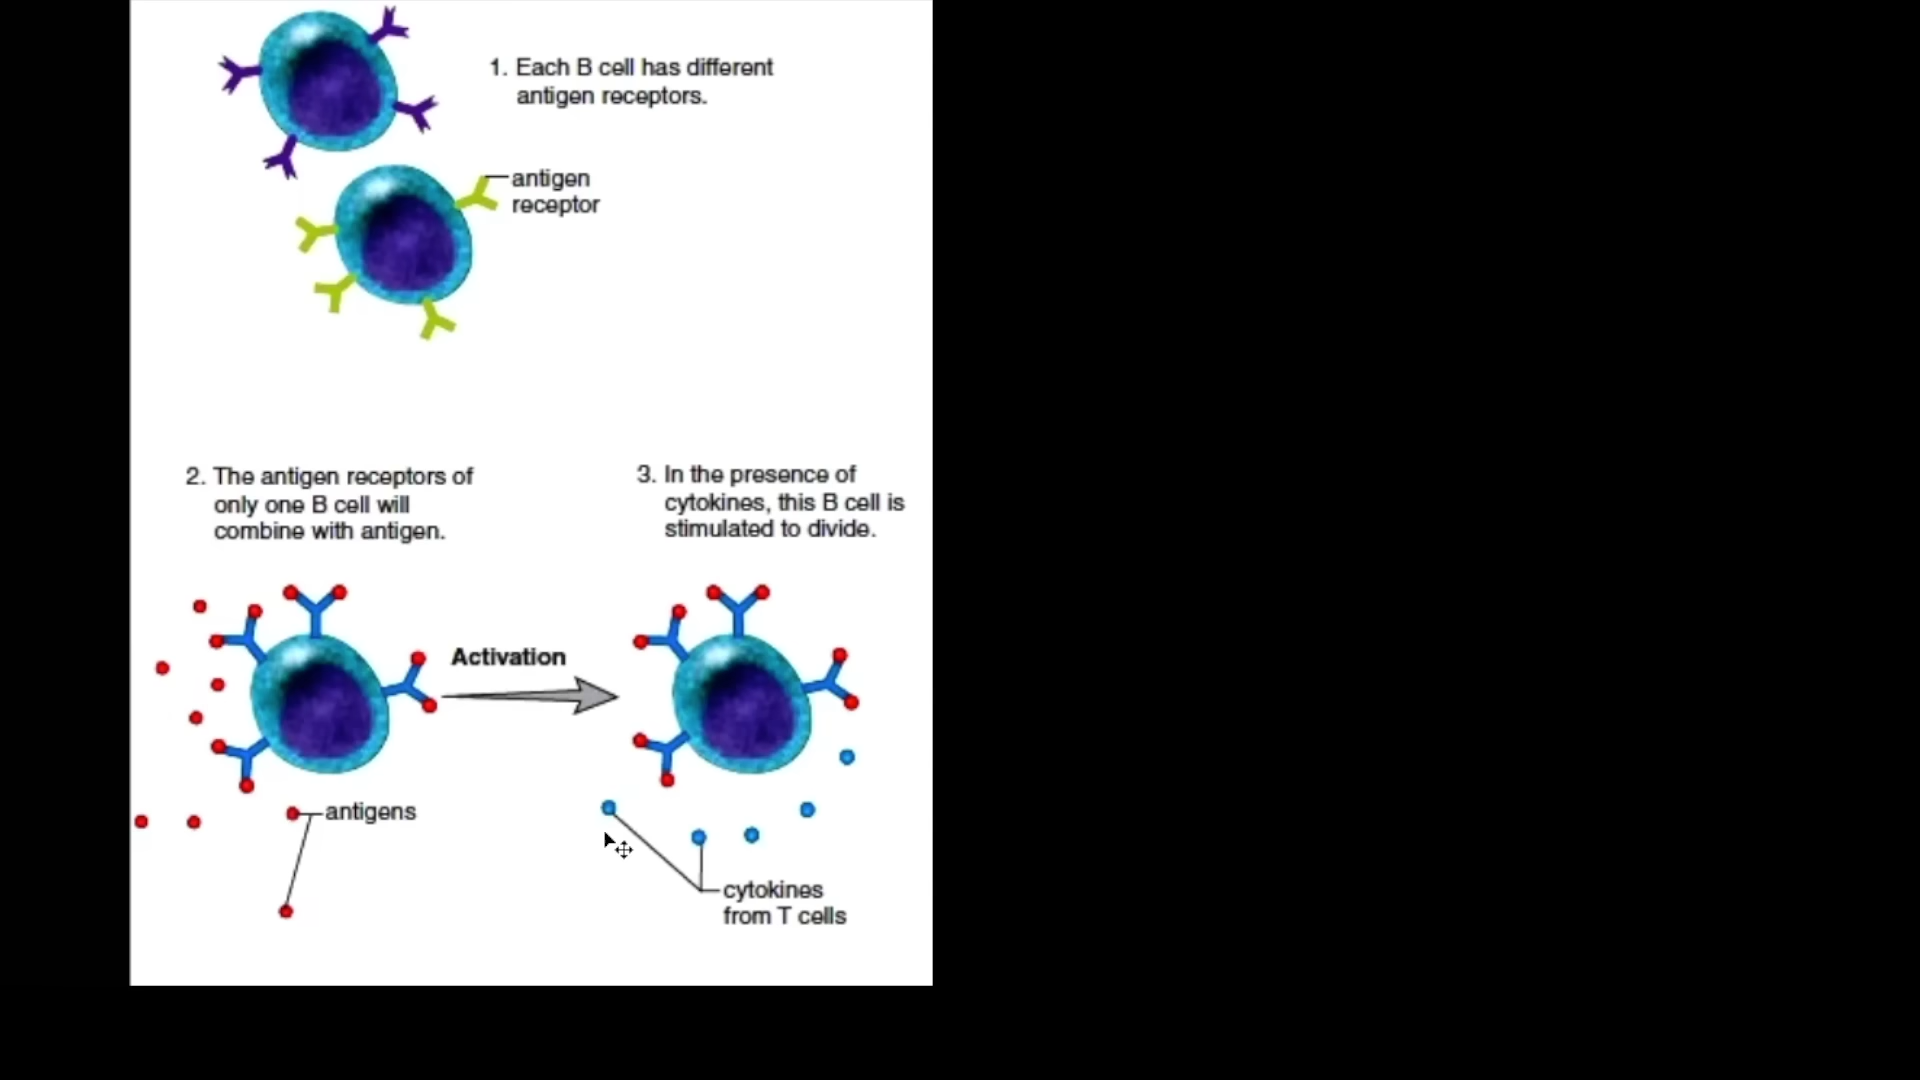 1. Each B cell has different
antigen receptors.
antigen
receptor
2. The antigen receptors of
only one B cell will
combine with antigen.
3. In the presence of
cytokines, this B cell is
stimulated to divide.
Activation
antigens
cytokines
from T cells